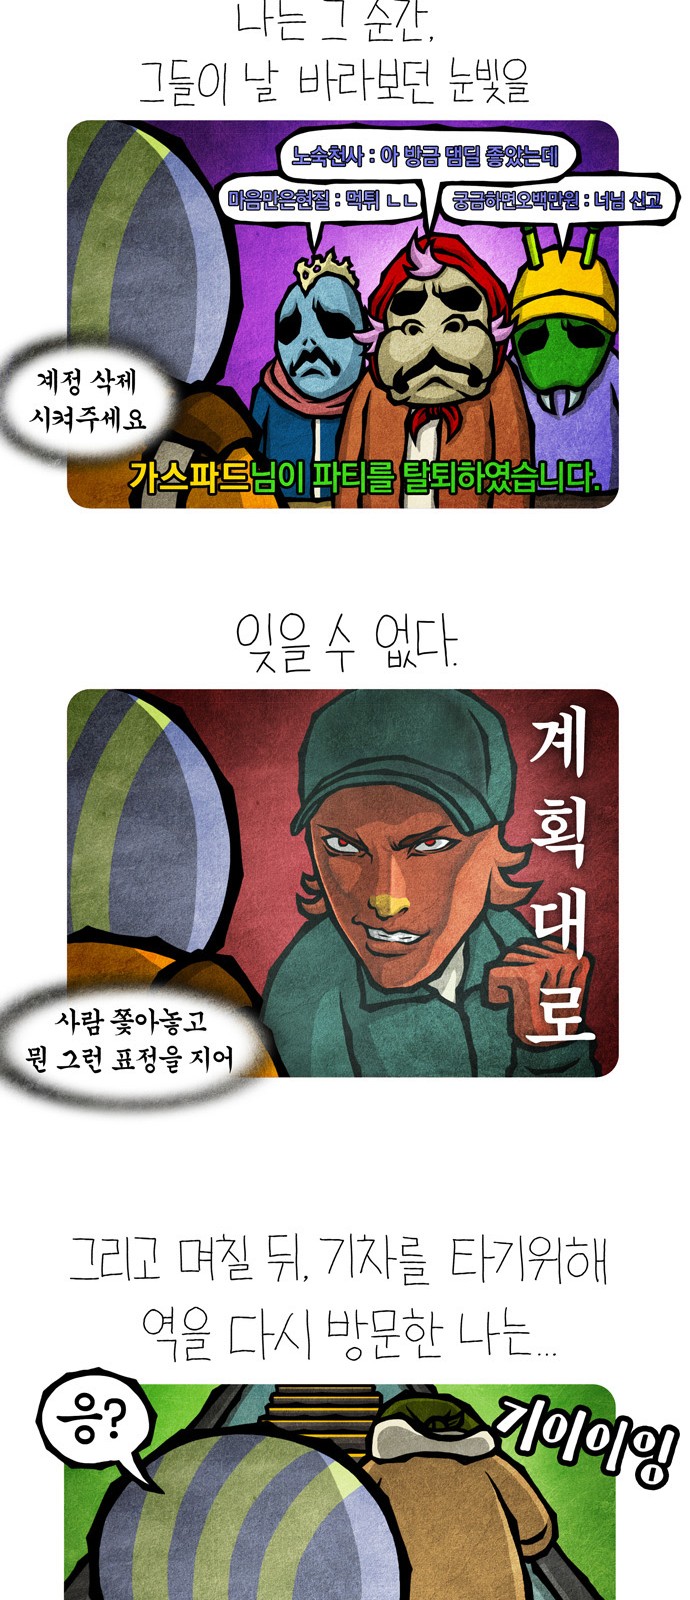 나는 그 순간,
그들이 날 바라보던 눈빛을
노숙천사 : 아 방금 댐딜 좋았는데
마음만은현질 : 먹튀 ㄴㄴ
궁금하면오백만원 : 너님 신고
계정 삭제
시켜주세요
가스파드님이 파티를 탈퇴하였습니다.
잊을 수 없다.
계획대로
사람 쫓아놓고
뭔 그런 표정을 지어
그리고 며칠 뒤, 기차를 타기위해
역을 다시 방문한 나는...
응?
기이이잉